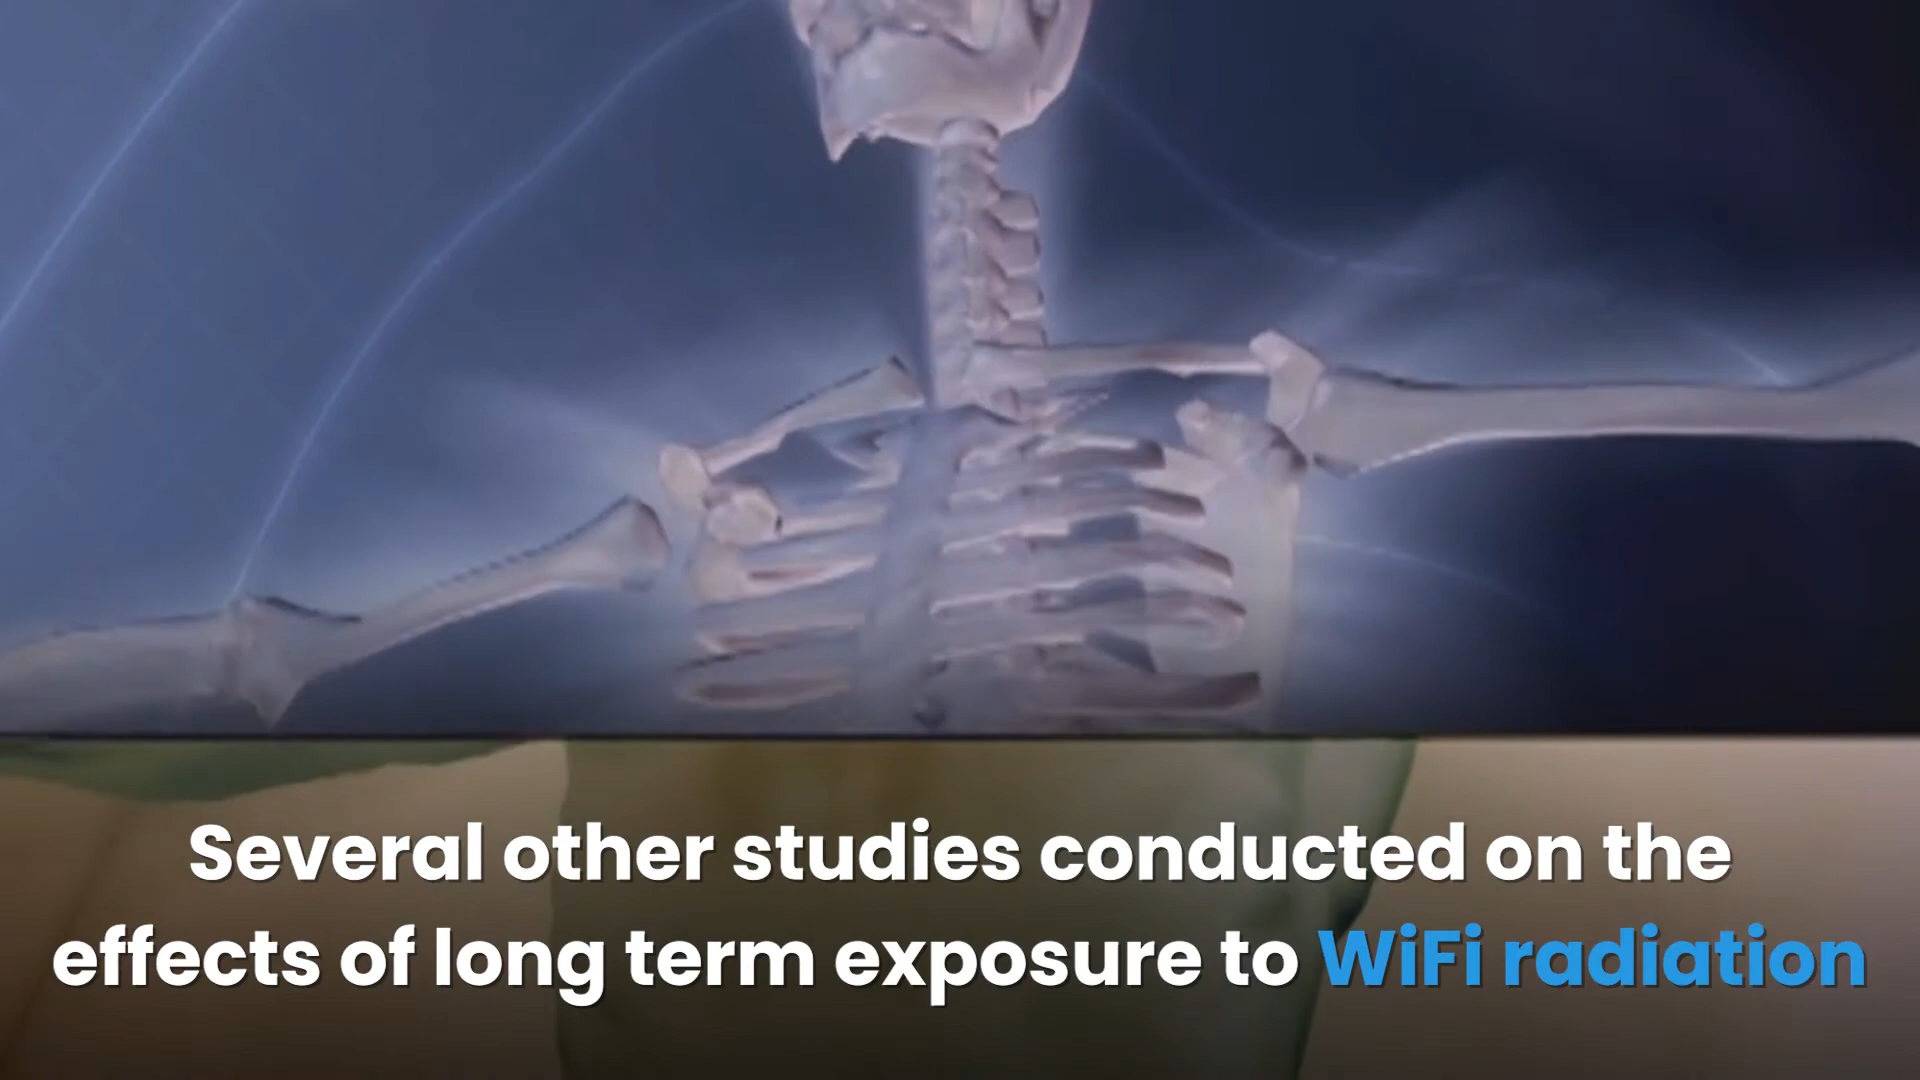 Several other studies conducted on the
effects of long term exposure to WiFi radiation